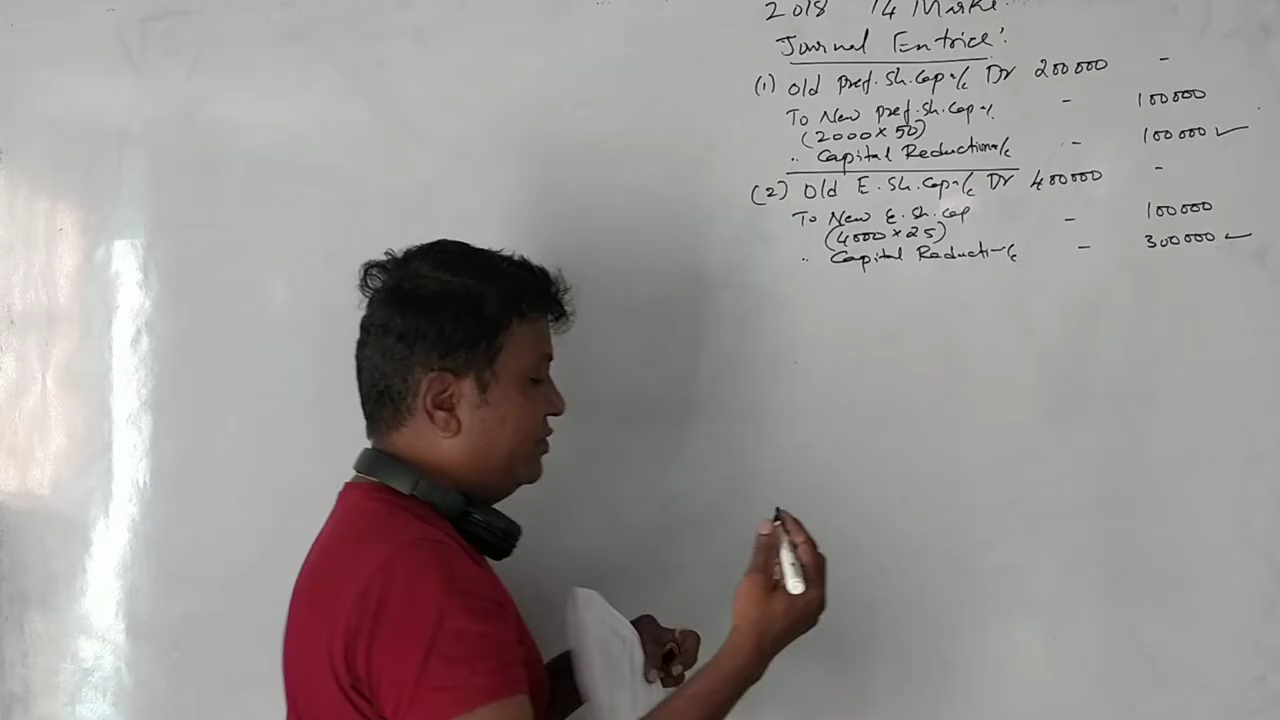 2018 14 Marks
Journal Entries:
(1) Old Pref. Sh. Cap a/c Dr 200000 -
To New Pref. Sh. Cap a/c - 100000
(2000 × 50)
" Capital Reduction a/c - 100000 ✓
(2) Old E. Sh. Cap a/c Dr 400000 -
To New E. Sh. Cap - 100000
(4000 × 25)
" Capital Reducti- a/c - 300000 ✓